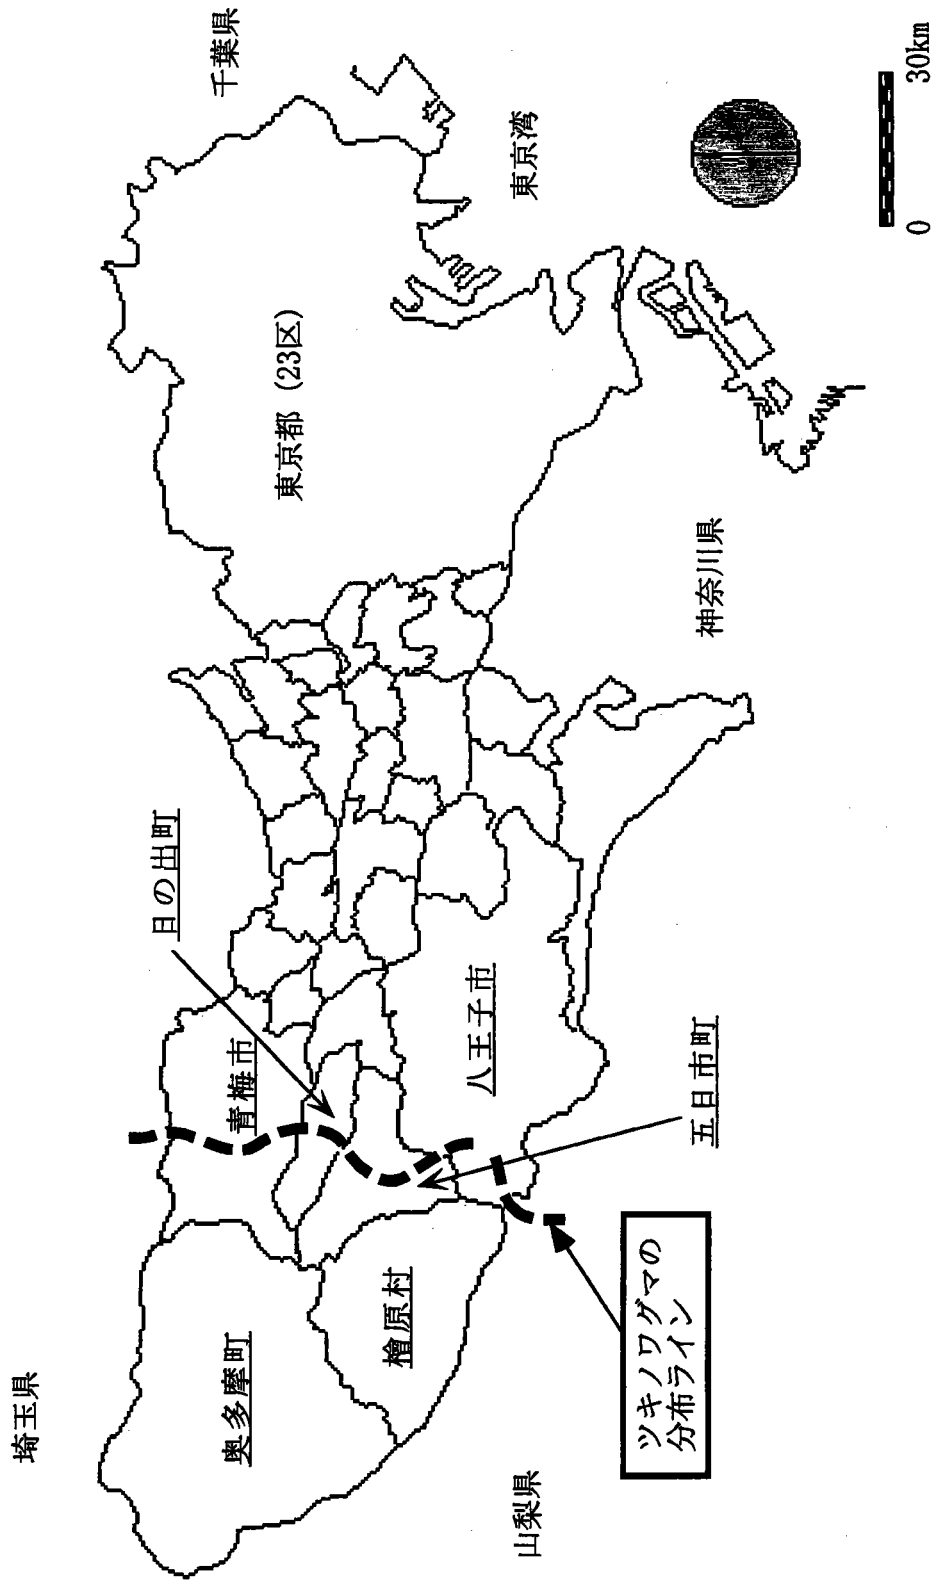 埼玉県
千葉県
日の出町
青梅市
奥多摩町
東京都 (23区)
檜原村
八王子市
東京湾
山梨県
五日市町
神奈川県
ツキノワグマの
分布ライン
0
30km